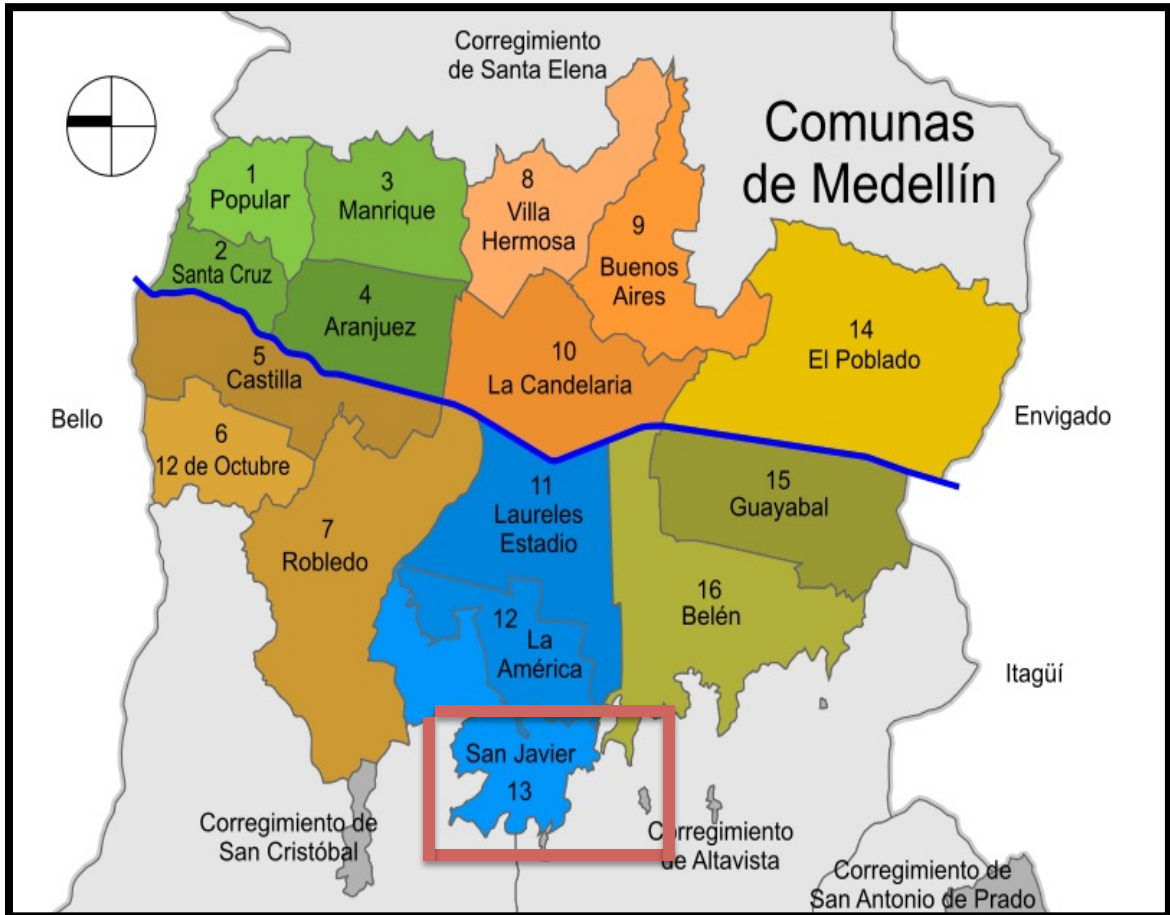 Corregimiento
de Santa Elena
Comunas
de Medellín
1
Popular
3
Manrique
8
Villa
Hermosa
9
Buenos
Aires
2
Santa Cruz
4
Aranjuez
14
El Poblado
5
Castilla
10
La Candelaria
Bello
Envigado
6
12 de Octubre
11
Laureles
Estadio
15
Guayabal
7
Robledo
16
Belén
12
La
América
Itagüí
San Javier
13
Corregimiento de
San Cristóbal
Corregimiento
de Altavista
Corregimiento de
San Antonio de Prado